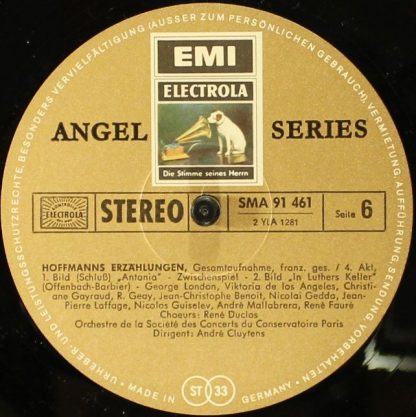 URHEBER- UND LEISTUNGSSCHUTZRECHTE, BESONDERS VERVIELFÄLTIGUNG (AUSSER ZUM PERSÖNLICHEN GEBRAUCH), VERMIETUNG, AUFFÜHRUNG, SENDUNG VORBEHALTEN
EMI
ELECTROLA
ANGEL SERIES
Die Stimme seines Herrn
ELECTROLA
STEREO
SMA 91 461
2 YLA 1281
Seite 6
HOFFMANNS ERZÄHLUNGEN, Gesamtaufnahme, franz. ges. / 4. Akt,
1. Bild (Schluß) „Antonia" - Zwischenspiel - 2. Bild „In Luthers Keller"
(Offenbach-Barbier) - George London, Viktoria de los Angeles, Christi-
ane Gayraud, R. Geay, Jean-Christophe Benoit, Nicolai Gedda, Jean-
Pierre Laffage, Nicolas Guiselev, André Mallabrera, René Fauré
Choeurs: René Duclos
Orchestre de la Société des Concerts du Conservatoire Paris
Dirigent: André Cluytens
• MADE IN GERMANY •
ST 33